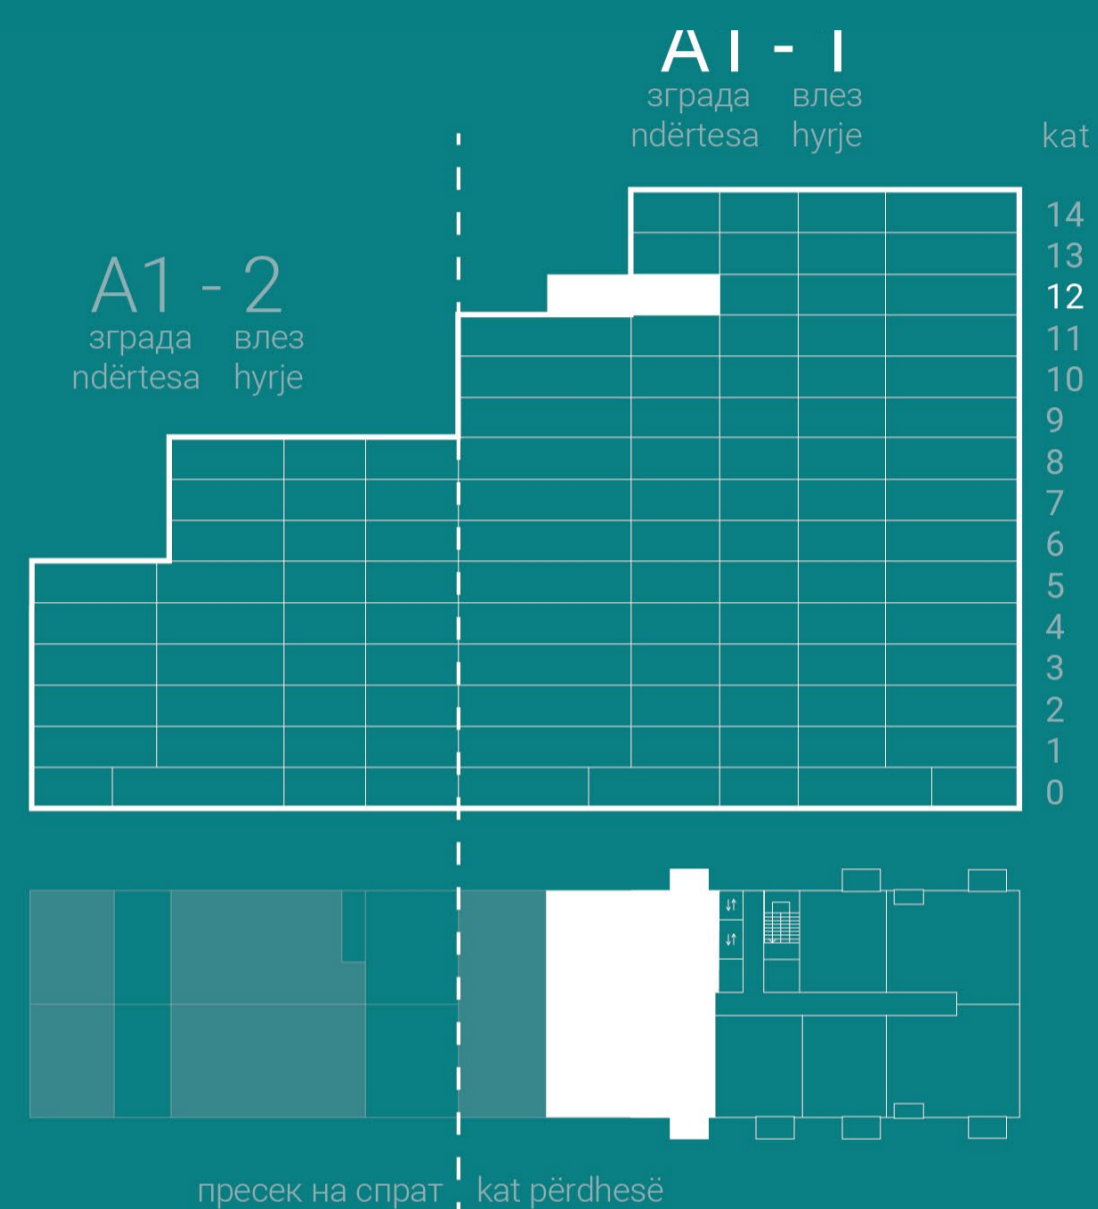 A1 - 1
зграда влез
ndërtesa hyrje
kat
14
13
12
11
10
9
8
7
6
5
4
3
2
1
0
A1 - 2
зграда влез
ndërtesa hyrje
пресек на спрат
kat përdhesë